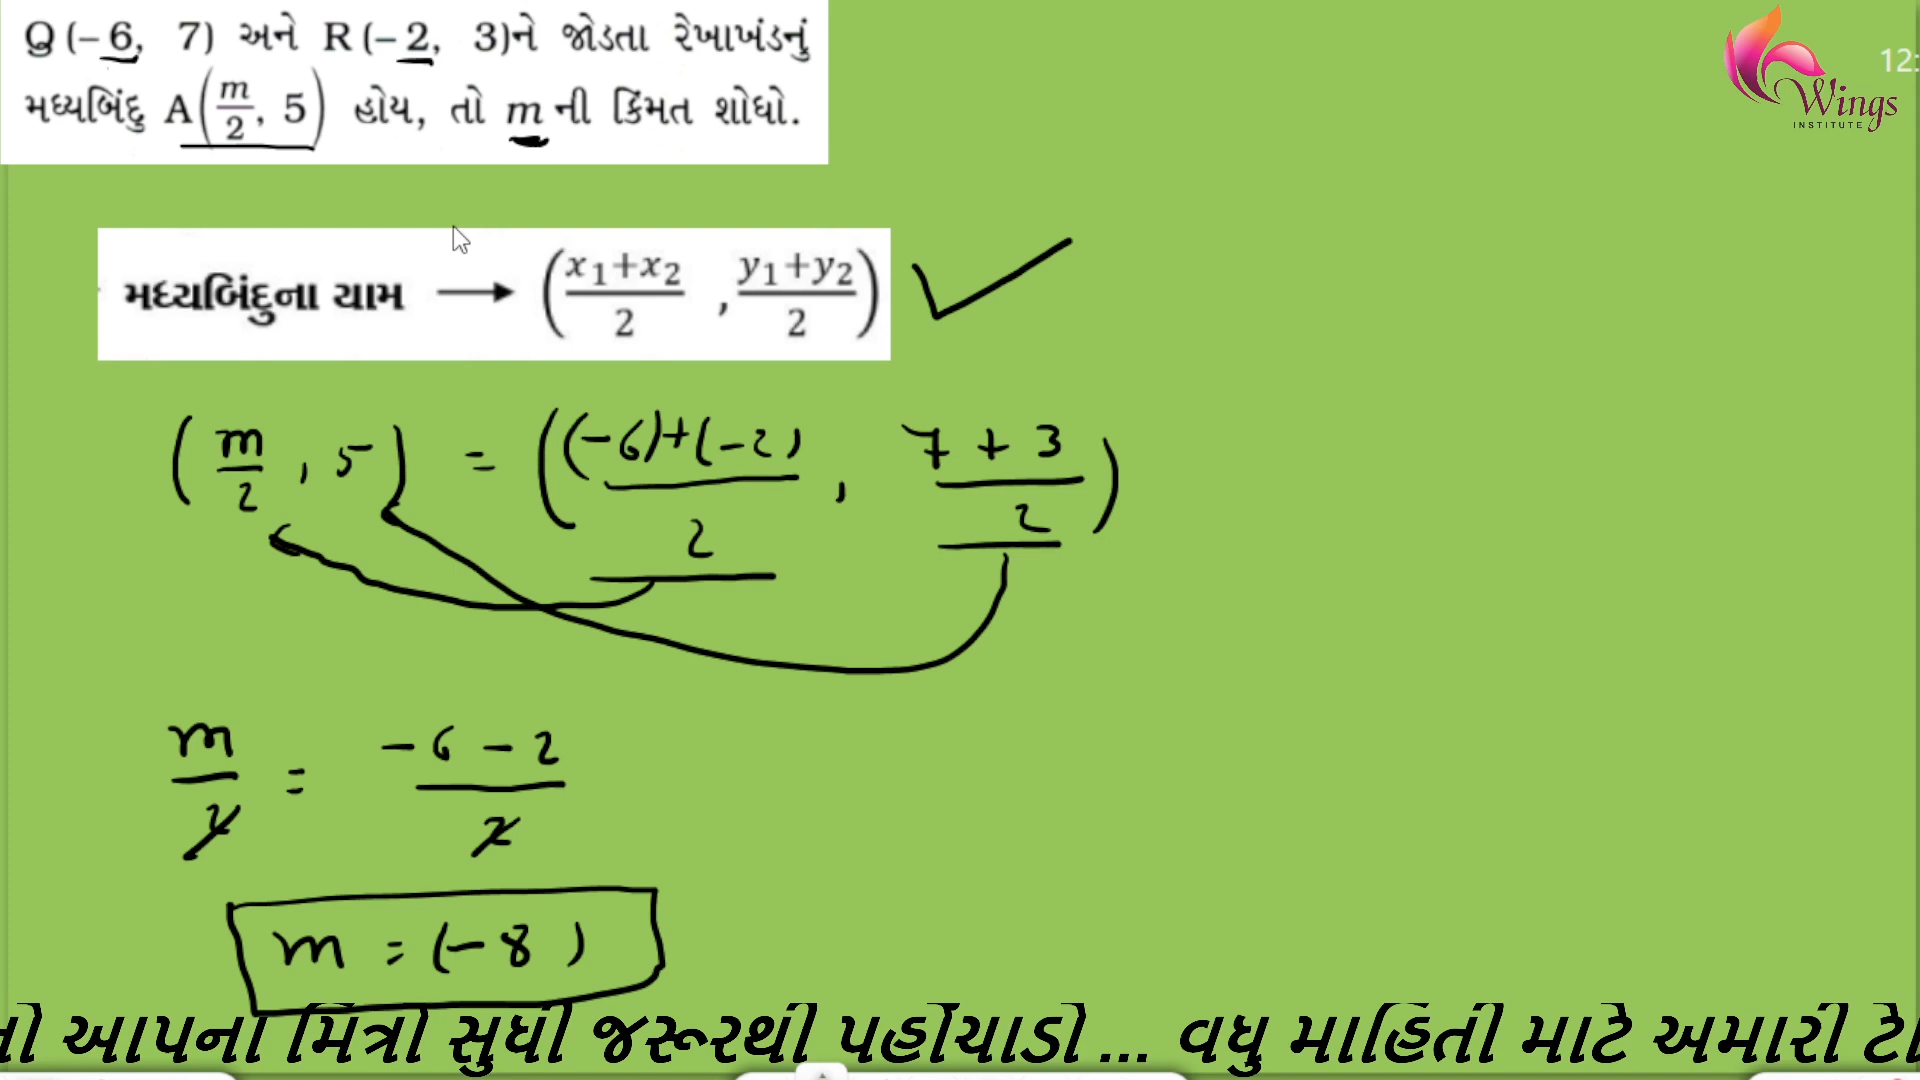 Q (– 6, 7) અને R (– 2, 3)ને જોડતા રેખાખંડનું
મધ્યબિંદુ A(m/2, 5) હોય, તો m ની કિંમત શોધો.
12:
Wings
INSTITUTE
મધ્યબિંદુના યામ ⟶ ((x₁+x₂)/2 , (y₁+y₂)/2)
(m/2, 5) = (((-6)+(-2))/2, (7+3)/2)
m/2 = (-6-2)/2
m = (-8)
આપના મિત્રો સુધી જરૂરથી પહોંચાડો ... વધુ માહિતી માટે અમારી